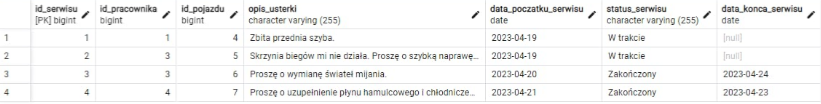 id_serwisu id_pracownika id_pojazdu opis_usterki data_poczatku_serwisu status_serwisu data_konca_serwisu
[PK] bigint bigint bigint character varying (255) date character varying (255) date
1 1 1 4 Zbita przednia szyba. 2023-04-19 W trakcie [null]
2 2 3 5 Skrzynia biegów mi nie działa. Proszę o szybką naprawę... 2023-04-19 W trakcie [null]
3 3 3 6 Proszę o wymianę świateł mijania. 2023-04-20 Zakończony 2023-04-24
4 4 4 7 Proszę o uzupełnienie płynu hamulcowego i chłodnicze... 2023-04-21 Zakończony 2023-04-23